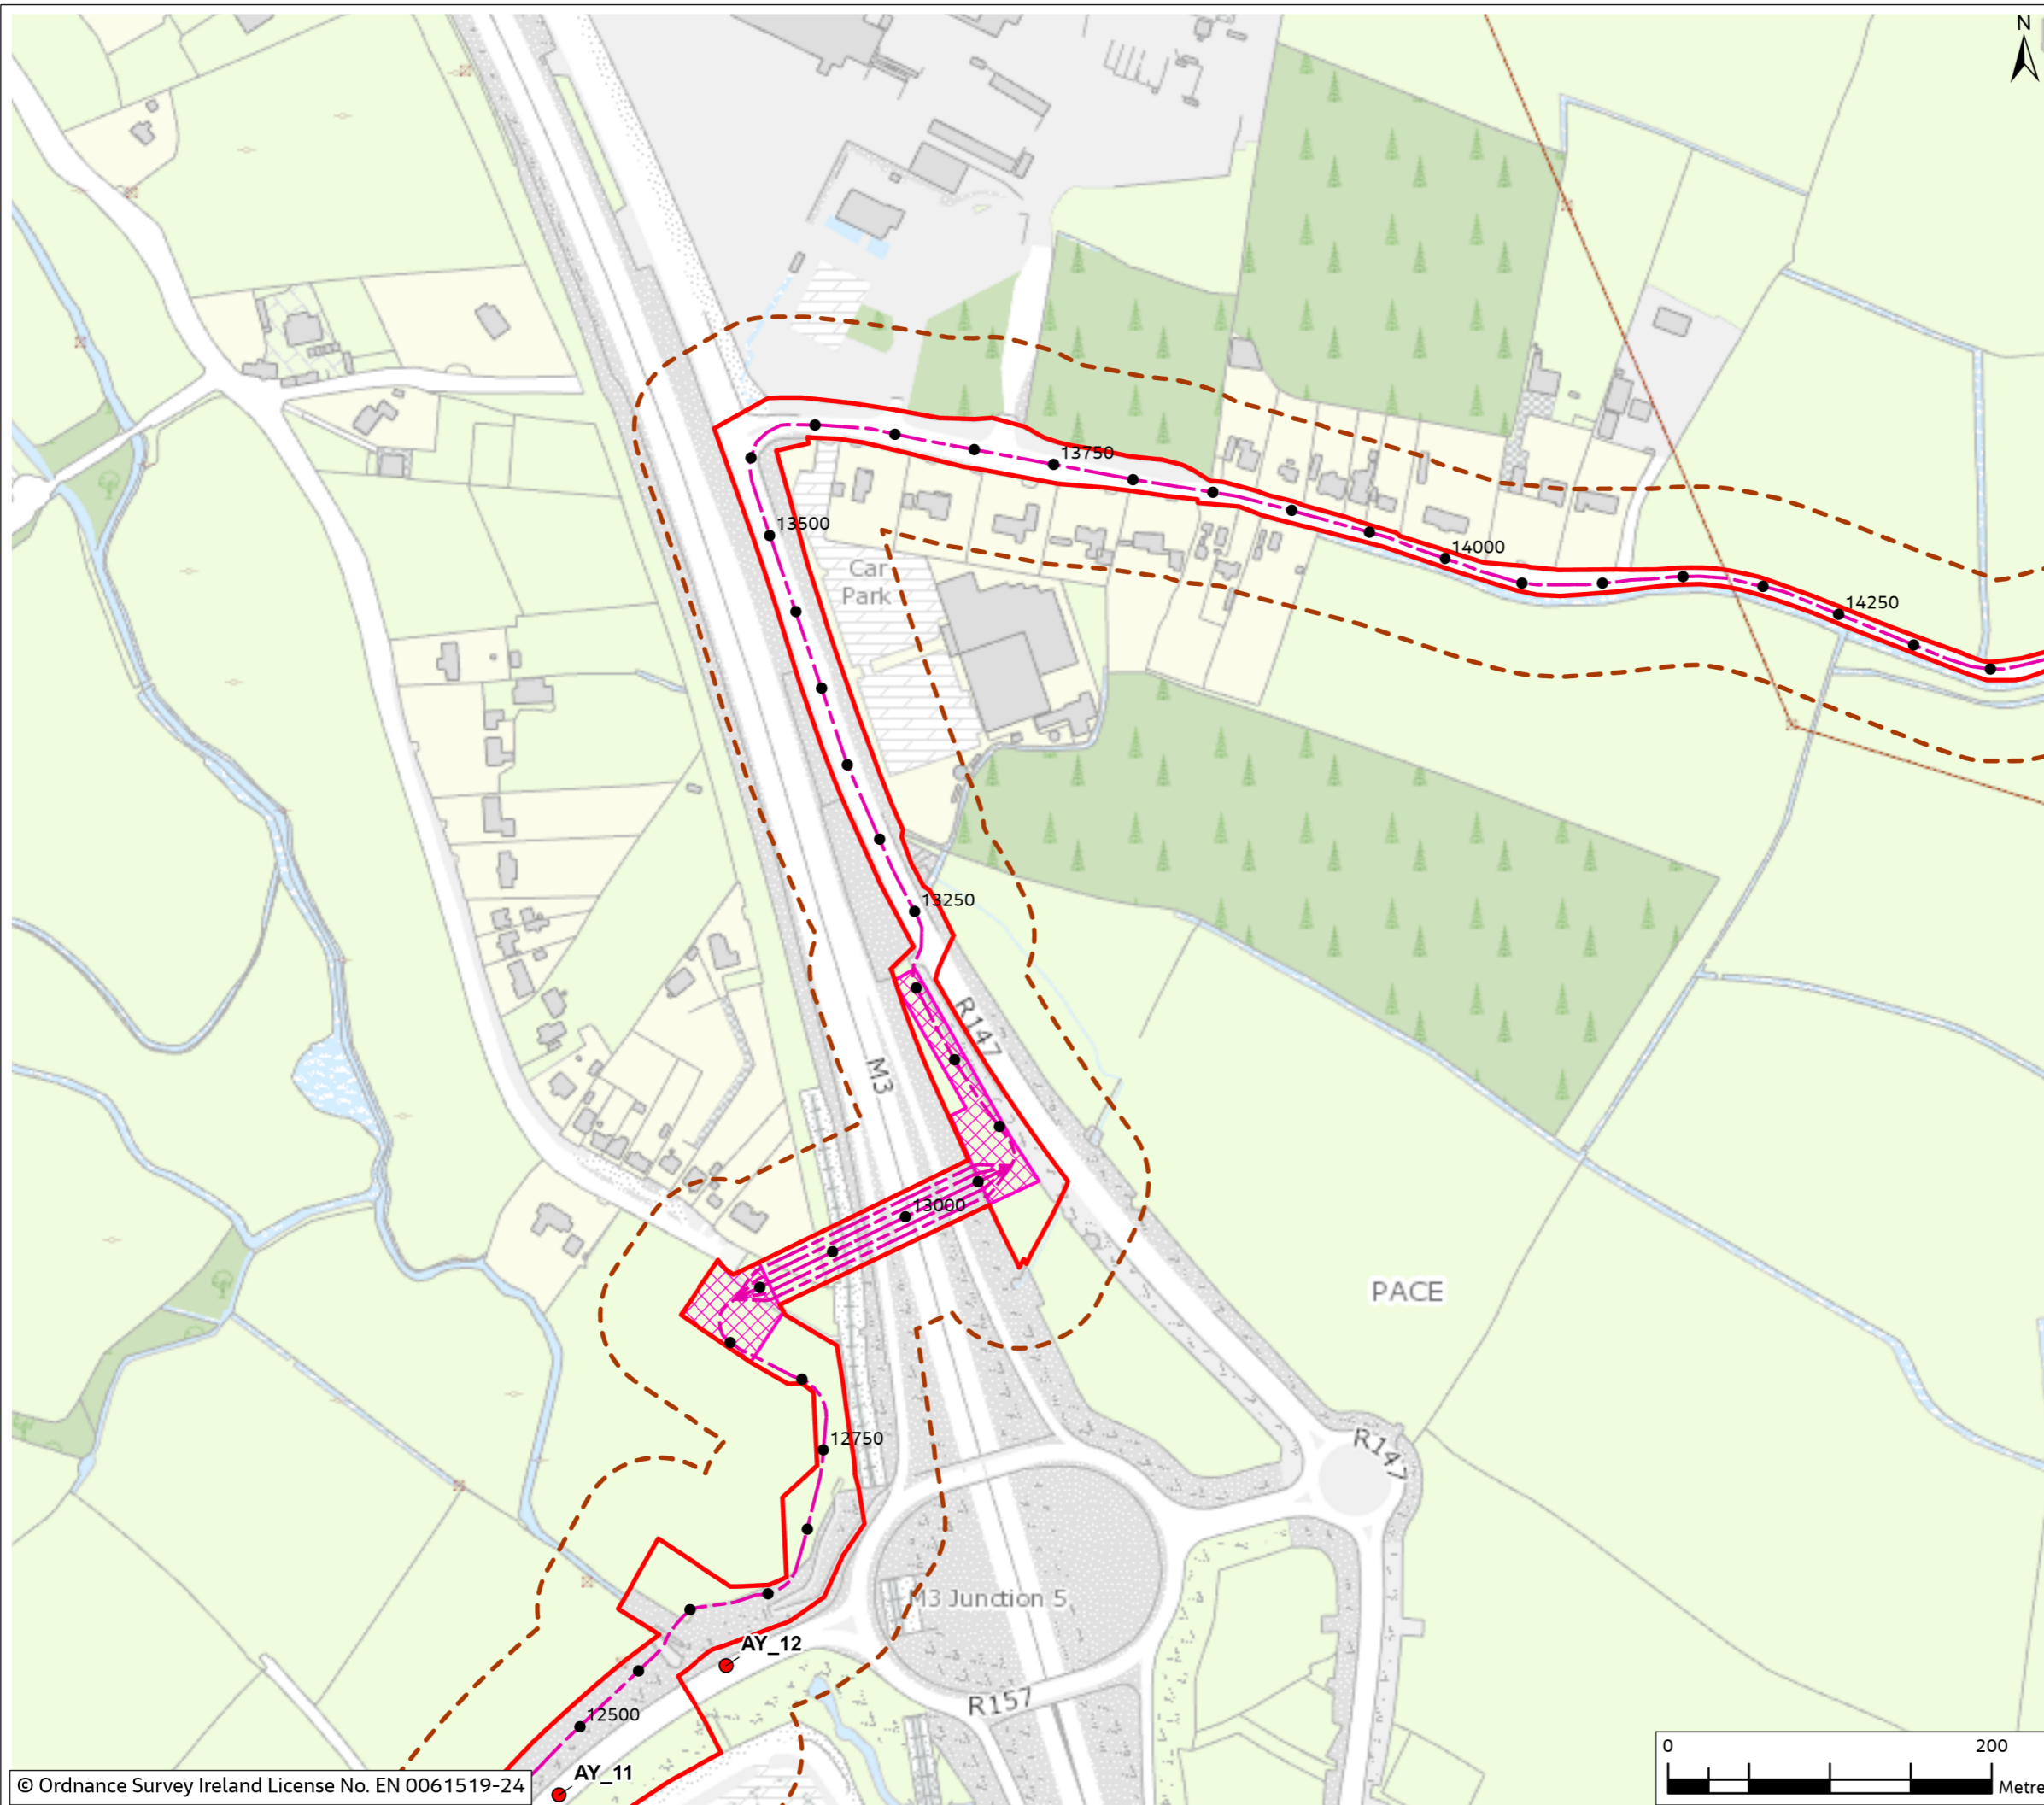 N
13750
13500
14000
Car
Park
14250
13250
R147
M3
13000
PACE
12750
R147
M3 Junction 5
AY_12
R157
12500
AY_11
0 200
Metre
© Ordnance Survey Ireland License No. EN 0061519-24